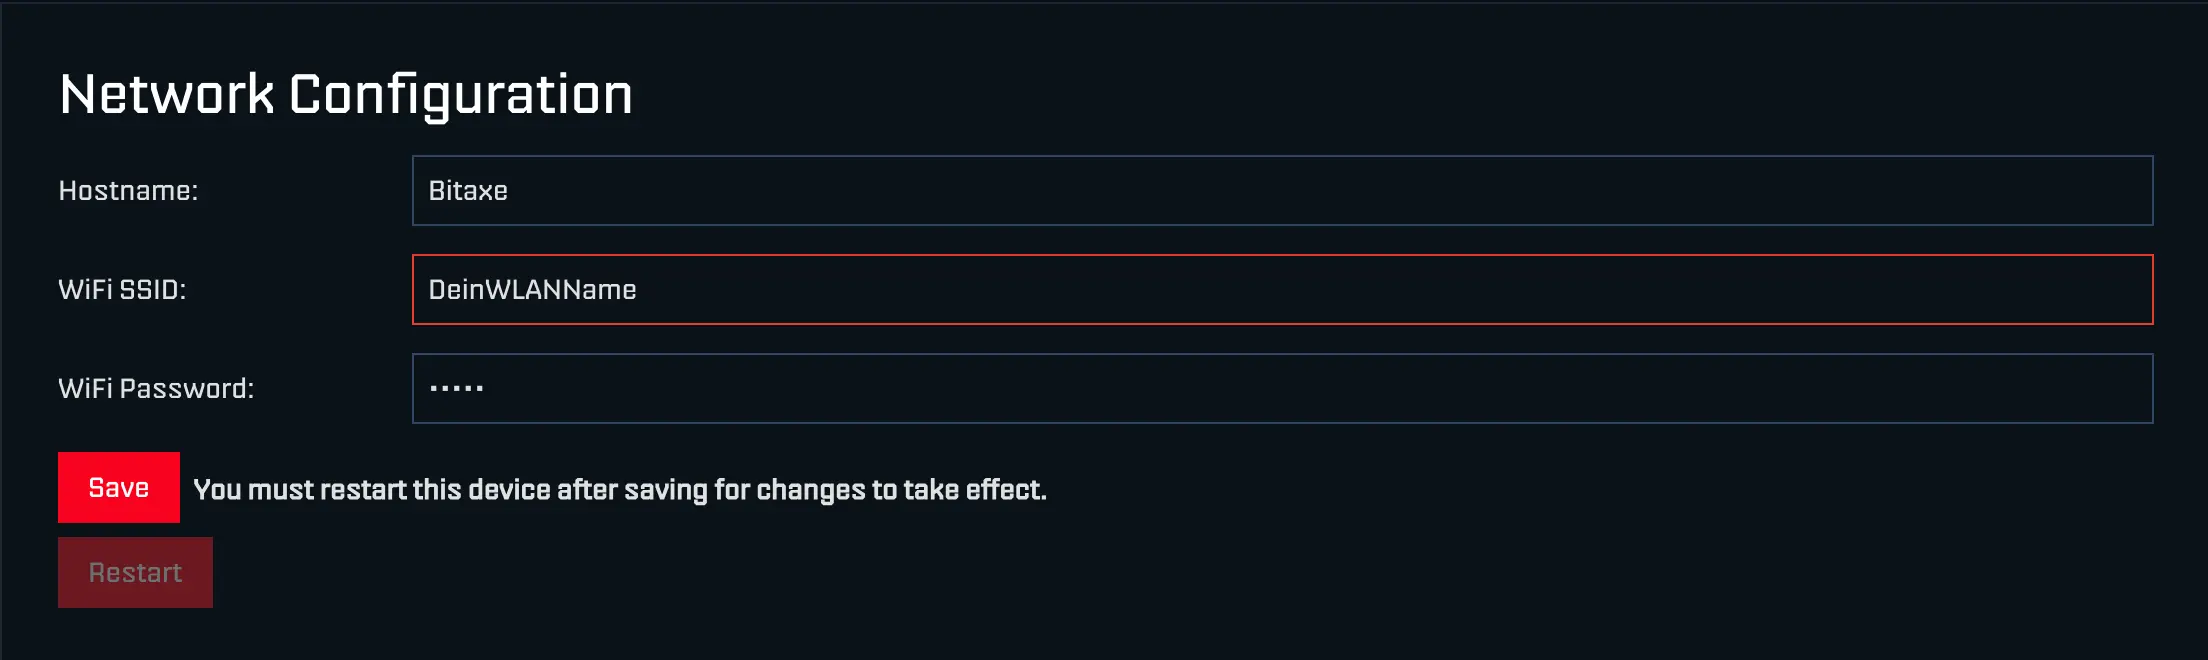 Network Configuration
Hostname: Bitaxe
WiFi SSID: DeinWLANName
WiFi Password: •••••
Save You must restart this device after saving for changes to take effect.
Restart